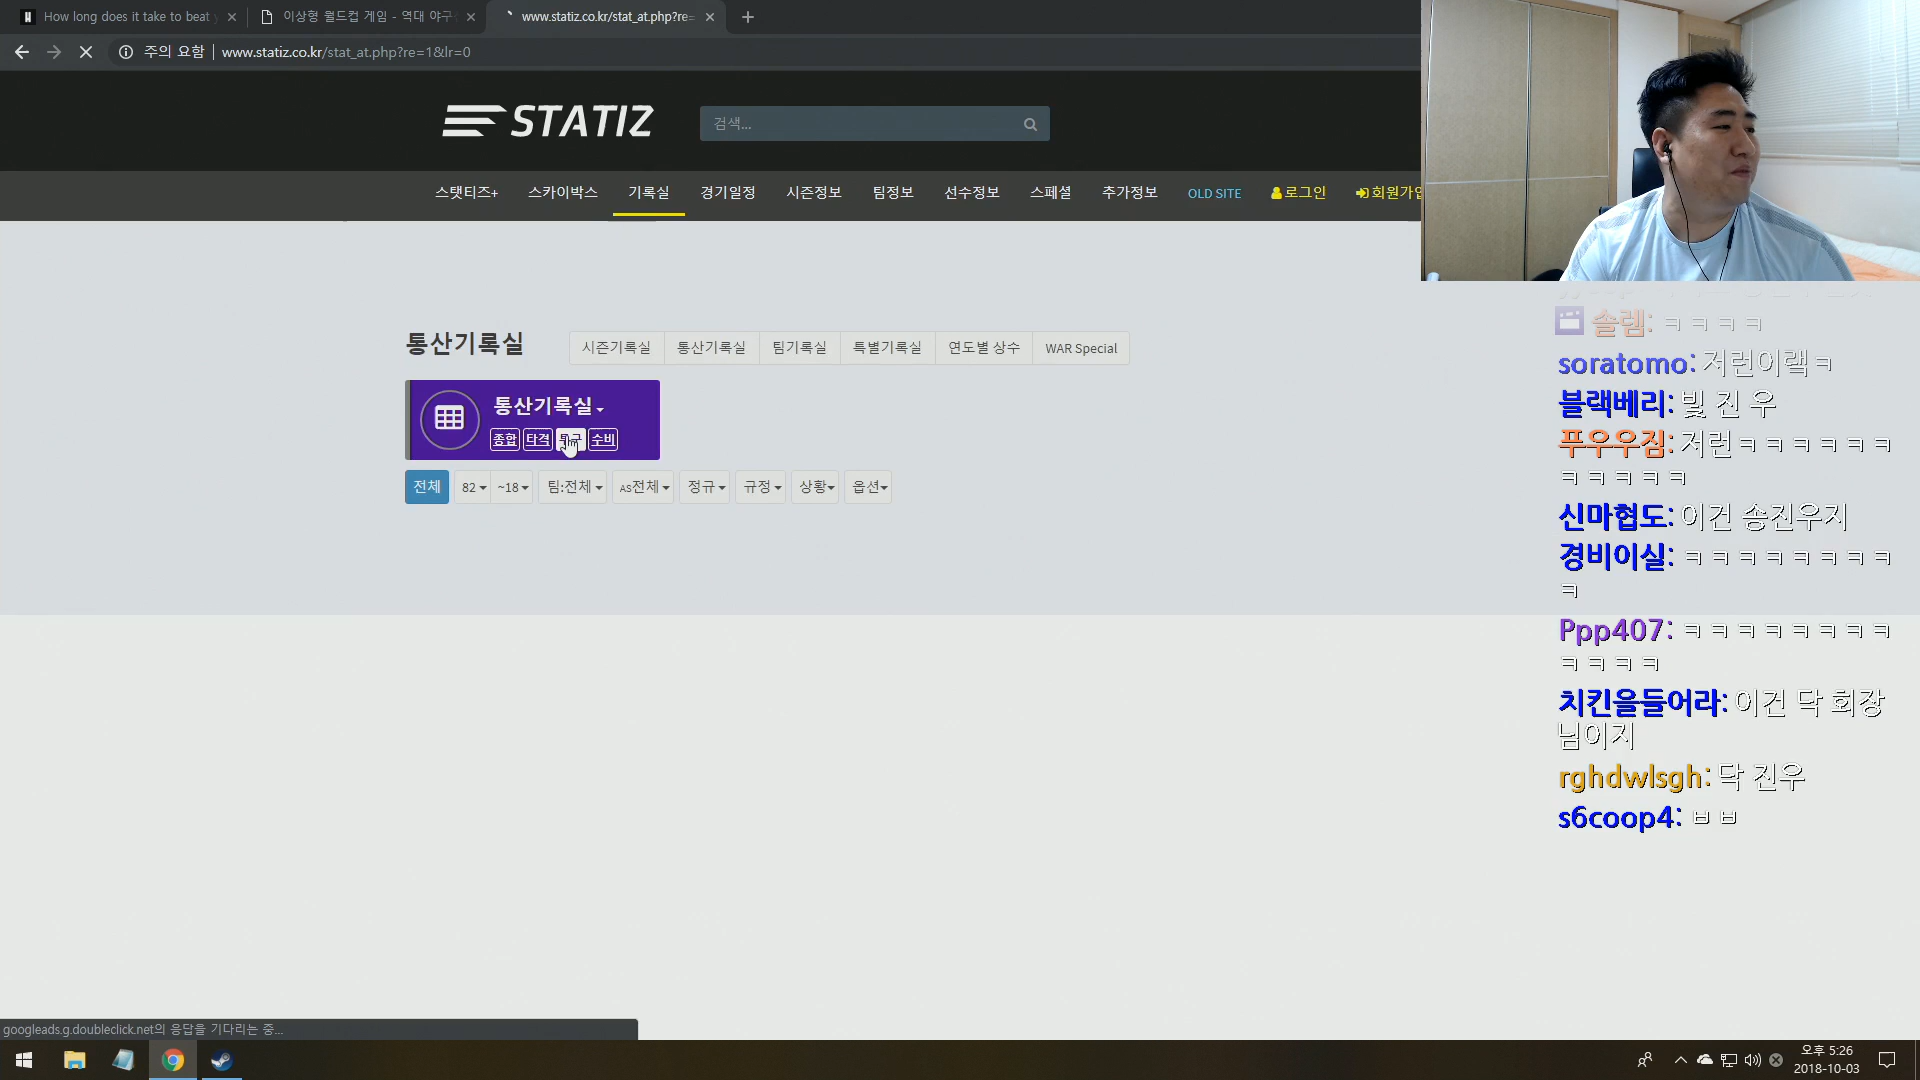 How long does it take to beat y
이상형 월드컵 게임 - 역대 야구
www.statiz.co.kr/stat_at.php?re=
주의 요함 | www.statiz.co.kr/stat_at.php?re=1&lr=0
STATIZ
검색...
스탯티즈+ 스카이박스 기록실 경기일정 시즌정보 팀정보 선수정보 스페셜 추가정보 OLD SITE 로그인 회원가입
통산기록실
시즌기록실 통산기록실 팀기록실 특별기록실 연도별 상수 WAR Special
통산기록실
종합 타격 수비
전체 82 ~18 팀:전체 AS전체 정규 규정 상황 옵션
솔렘: ㅋㅋㅋㅋ
soratomo: 저런이랰ㅋ
블랙베리: 빛 진 우
푸우우짐: 저런ㅋㅋㅋㅋㅋㅋ
ㅋㅋㅋㅋㅋ
신마협도: 이건 송진우지
경비이실: ㅋㅋㅋㅋㅋㅋㅋㅋ
ㅋ
Ppp407: ㅋㅋㅋㅋㅋㅋㅋㅋ
ㅋㅋㅋㅋ
치킨을들어라: 이건 닥 회장
님이지
rghdwlsgh: 닥 진우
s6coop4: ㅂㅂ
googleads.g.doubleclick.net의 응답을 기다리는 중...
오후 5:26
2018-10-03